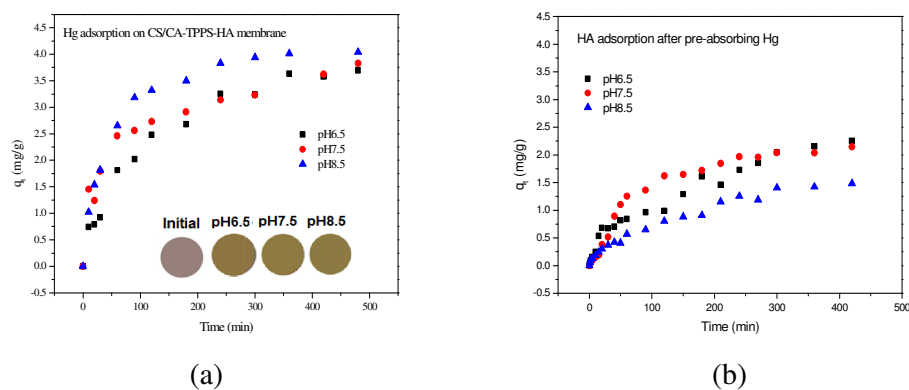 Hg adsorption on CS/CA-TPPS-HA membrane
4.5
4.0
3.5
3.0
2.5
2.0
1.5
1.0
0.5
0.0
-0.5
qt (mg/g)
pH6.5
pH7.5
pH8.5
Initial pH6.5 pH7.5 pH8.5
0 100 200 300 400 500
Time (min)
(a)
HA adsorption after pre-absorbing Hg
4.5
4.0
3.5
3.0
2.5
2.0
1.5
1.0
0.5
0.0
-0.5
qt (mg/g)
pH6.5
pH7.5
pH8.5
0 100 200 300 400 500
Time (min)
(b)